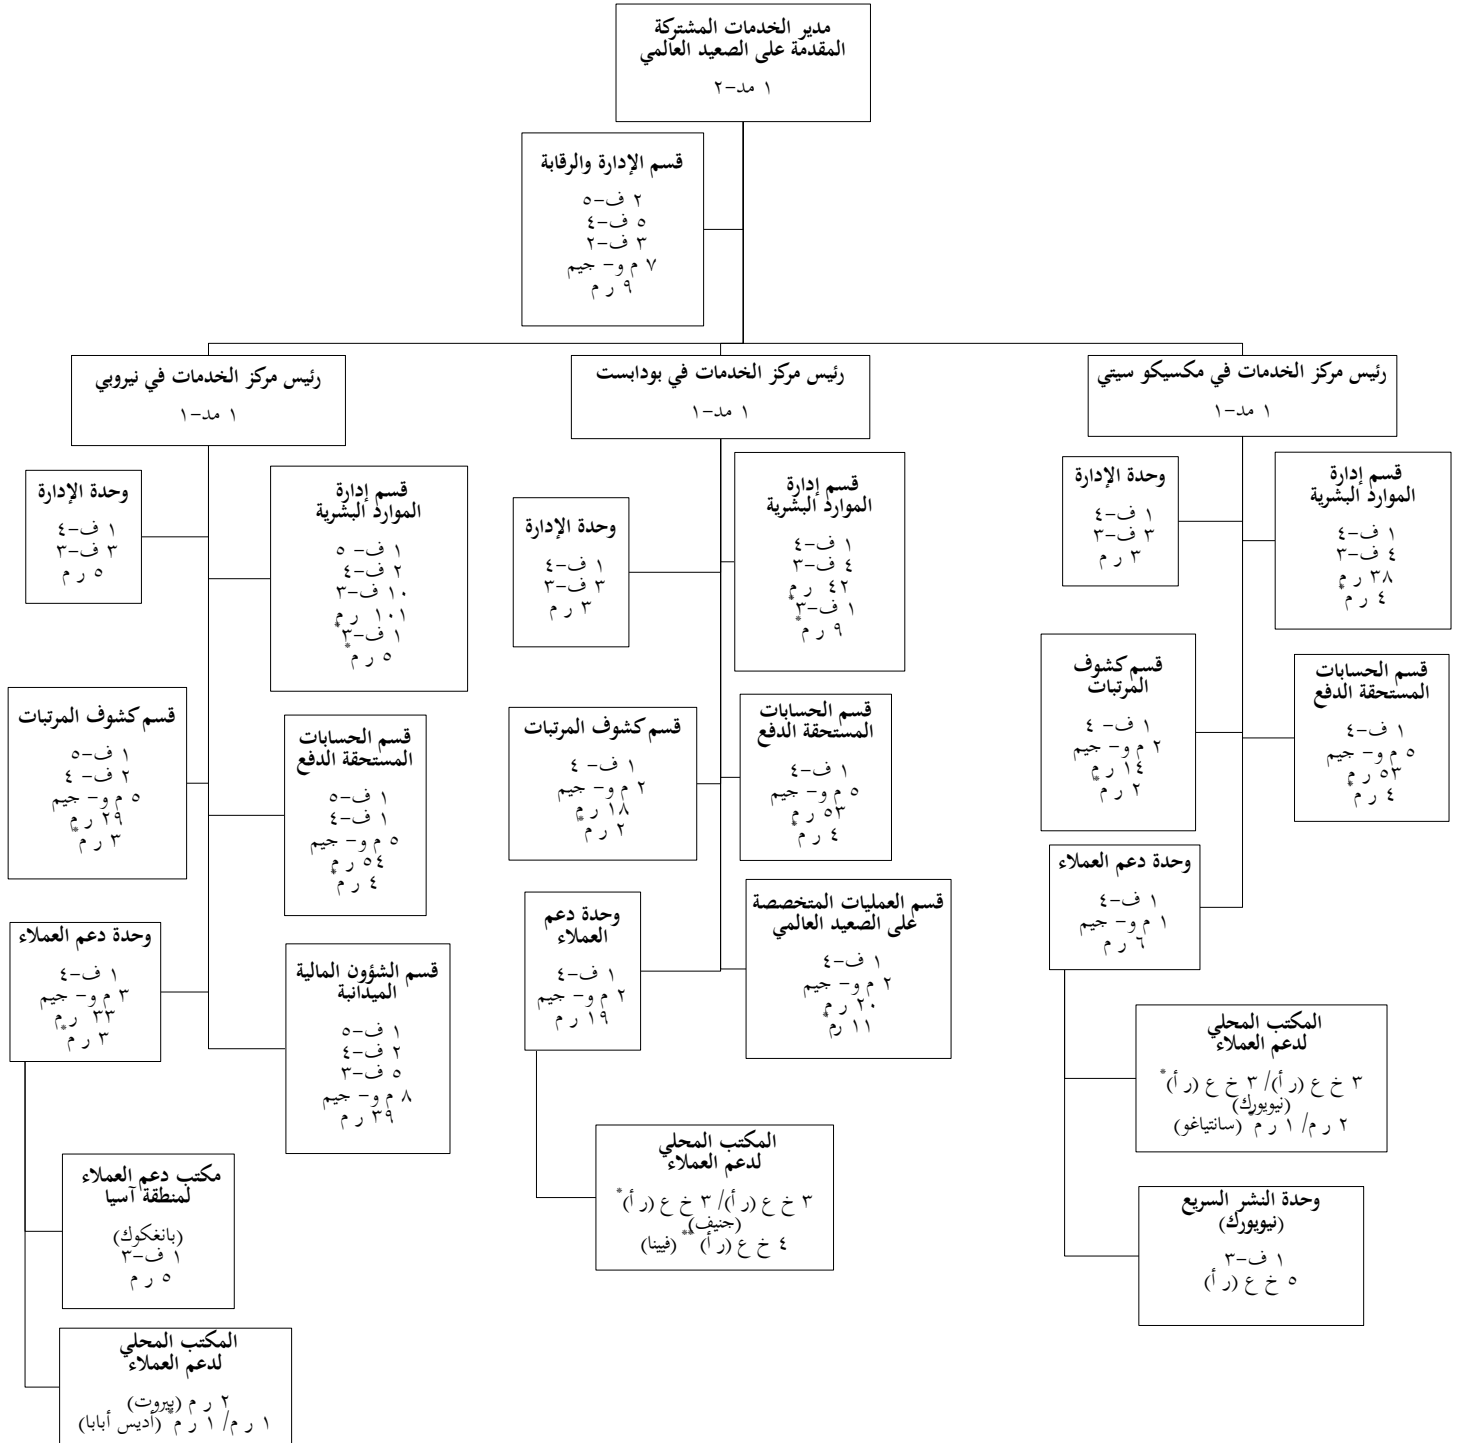 مدير الخدمات المشتركة
المقدمة على الصعيد العالمي
١ مد-٢
قسم الإدارة والرقابة
٢ ف-٥
٥ ف-٤
٣ ف-٢
٧ م و- جيم
٩ ر م
رئيس مركز الخدمات في مكسيكو سيتي
١ مد-١
قسم إدارة
الموارد البشرية
١ ف-٤
٤ ف-٣
٣٨ ر م
٤ ر م*
وحدة الإدارة
١ ف-٤
٣ ف-٣
٣ ر م
قسم الحسابات
المستحقة الدفع
١ ف-٤
٥ م و- جيم
٥٣ ر م
٤ ر م*
قسم كشوف
المرتبات
١ ف- ٤
٢ م و- جيم
١٤ ر م
٢ ر م*
وحدة دعم العملاء
١ ف-٤
١ م و- جيم
٦ ر م
المكتب المحلي
لدعم العملاء
٣ خ ع (ر أ)/ ٣ خ ع (ر أ)*
(نيويورك)
٢ ر م/ ١ ر م* (سانتياغو)
وحدة النشر السريع
(نيويورك)
١ ف-٣
٥ خ ع (ر أ)
رئيس مركز الخدمات في بودابست
١ مد-١
قسم إدارة
الموارد البشرية
١ ف-٤
٤ ف-٣
٤٢ ر م
١ ف-٣*
٩ ر م*
وحدة الإدارة
١ ف-٤
٣ ف-٣
٣ ر م
قسم الحسابات
المستحقة الدفع
١ ف-٤
٥ م و- جيم
٥٣ ر م
٤ ر م*
قسم كشوف المرتبات
١ ف- ٤
٢ م و- جيم
١٨ ر م
٢ ر م*
قسم العمليات المتخصصة
على الصعيد العالمي
١ ف-٤
٢ م و- جيم
٢٠ ر م
١١ رم*
وحدة دعم
العملاء
١ ف-٤
٢ م و- جيم
١٩ ر م
المكتب المحلي
لدعم العملاء
٣ خ ع (ر أ)/ ٣ خ ع (ر أ)*
(جنيف)
٤ خ ع (ر أ)** (فيينا)
رئيس مركز الخدمات في نيروبي
١ مد-١
قسم إدارة
الموارد البشرية
١ ف- ٥
٢ ف-٤
١٠ ف-٣
١٠١ ر م
١ ف-٣*
٥ ر م*
وحدة الإدارة
١ ف-٤
٣ ف-٣
٥ ر م
قسم الحسابات
المستحقة الدفع
١ ف-٥
١ ف-٤
٥ م و- جيم
٥٤ ر م
٤ ر م*
قسم كشوف المرتبات
١ ف-٥
٢ ف- ٤
٥ م و- جيم
٢٩ ر م
٣ ر م*
قسم الشؤون المالية
الميدانبة
١ ف-٥
٢ ف-٤
٥ ف-٣
٨ م و- جيم
٣٩ ر م
وحدة دعم العملاء
١ ف-٤
٣ م و- جيم
٣٣ ر م
٣ ر م*
مكتب دعم العملاء
لمنطقة آسيا
(بانغكوك)
١ ف-٣
٥ ر م
المكتب المحلي
لدعم العملاء
٢ ر م (بيروت)
١ ر م/ ١ ر م* (أديس أبابا)